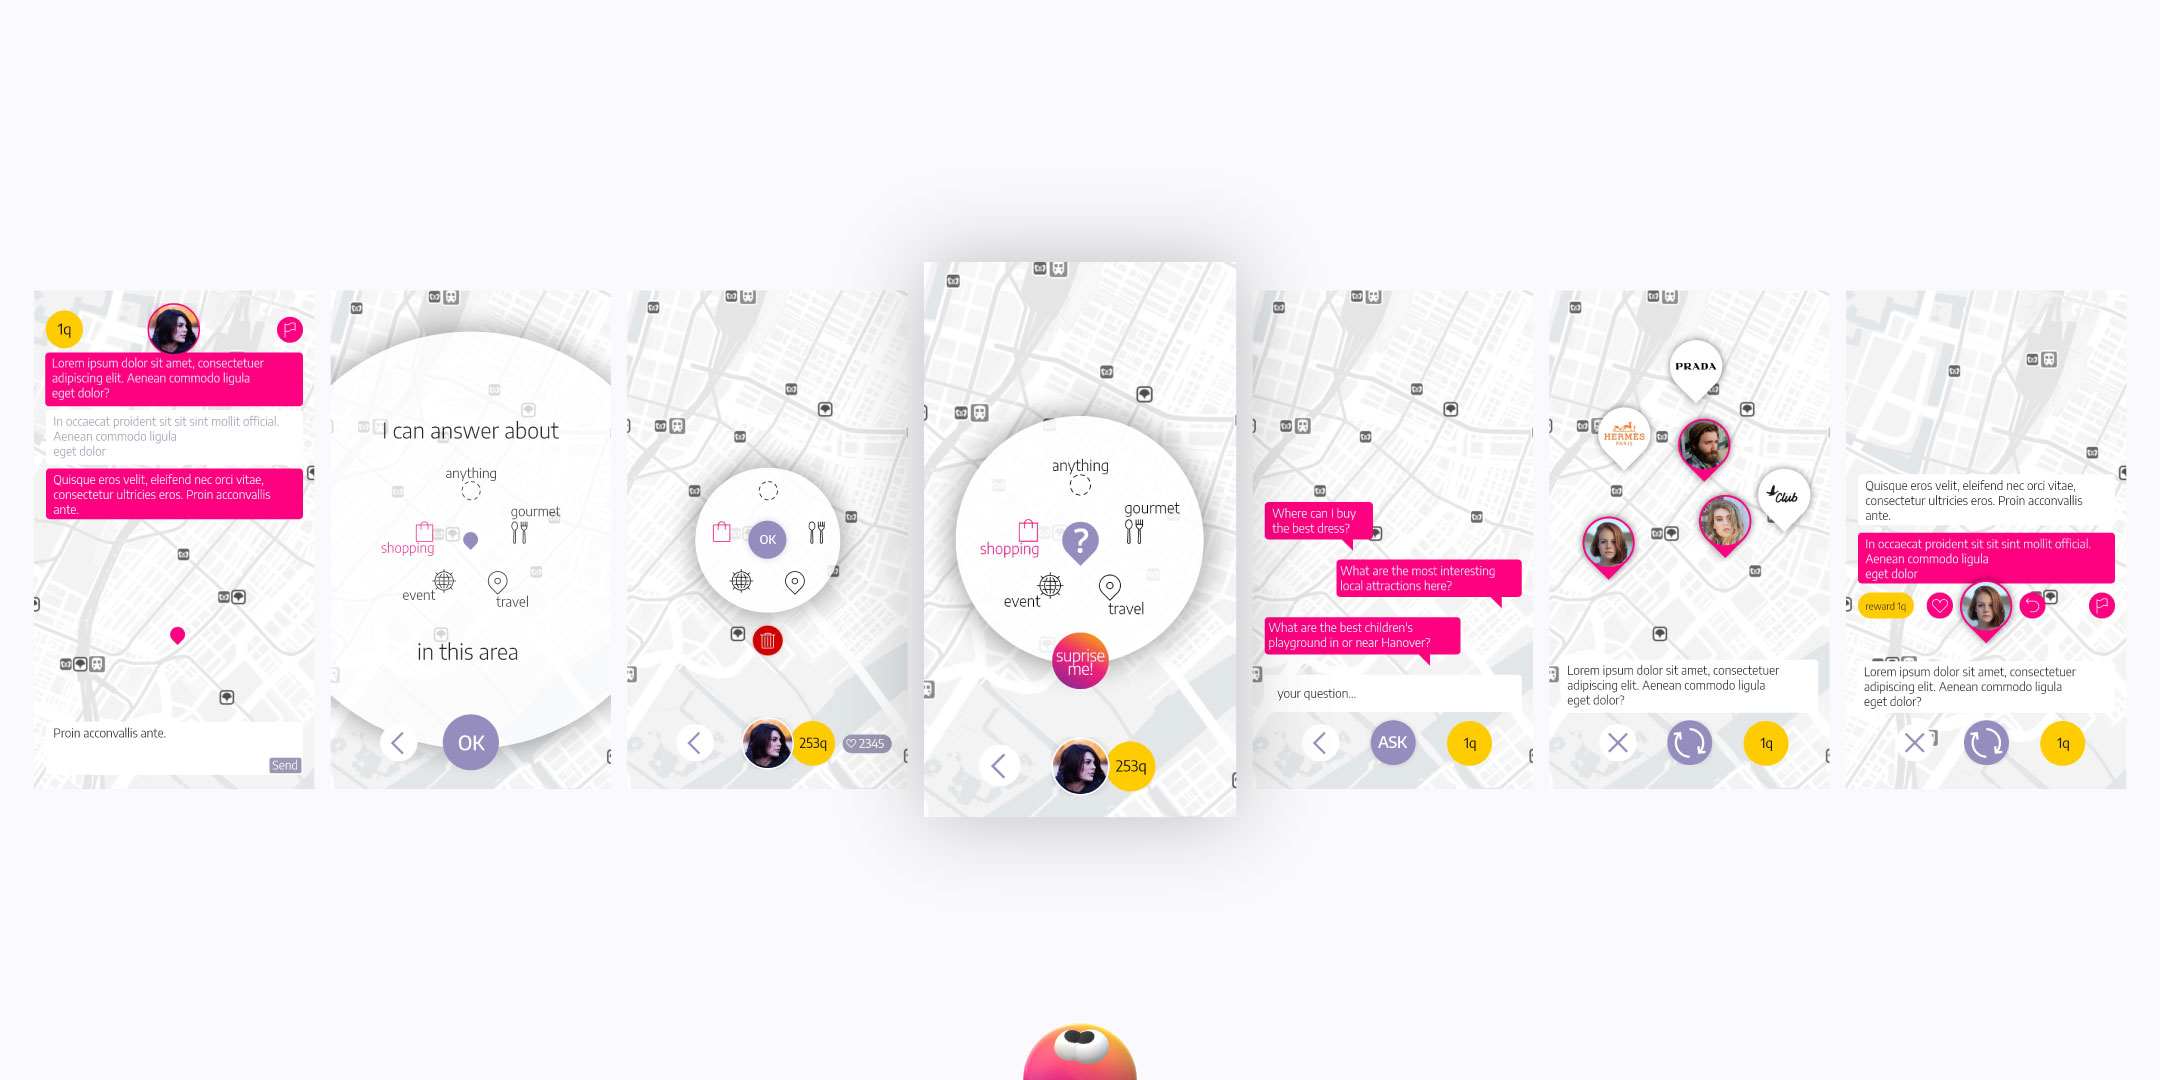 1q
Lorem ipsum dolor sit amet, consectetuer
adipiscing elit. Aenean commodo ligula
eget dolor?
In occaecat proident sit sit sint mollit official.
Aenean commodo ligula
eget dolor
Quisque eros velit, eleifend nec orci vitae,
consectetur ultricies eros. Proin acconvallis
ante.
Proin acconvallis ante.
Send
I can answer about
anything
gourmet
shopping
event
travel
in this area
OK
OK
253q
2345
anything
gourmet
shopping
?
event
travel
suprise
me!
253q
Where can I buy
the best dress?
What are the most interesting
local attractions here?
What are the best children's
playground in or near Hanover?
your question...
ASK
1q
PRADA
HERMÈS
PARIS
Club
Lorem ipsum dolor sit amet, consectetuer
adipiscing elit. Aenean commodo ligula
eget dolor?
1q
Quisque eros velit, eleifend nec orci vitae,
consectetur ultricies eros. Proin acconvallis
ante.
In occaecat proident sit sit sint mollit official.
Aenean commodo ligula
eget dolor
reward 1q
Lorem ipsum dolor sit amet, consectetuer
adipiscing elit. Aenean commodo ligula
eget dolor?
1q